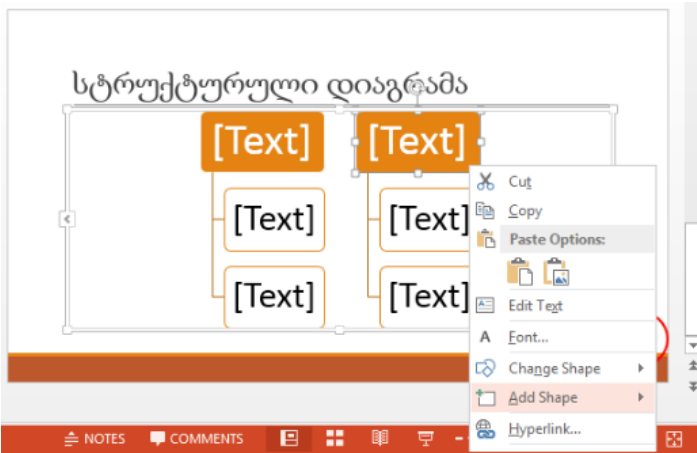 სტრუქტურული დიაგრამა
[Text] [Text]
[Text] [Text]
[Text] [Text]
Cut
Copy
Paste Options:
Edit Text
A Font...
Change Shape
Add Shape
Hyperlink...
NOTES COMMENTS